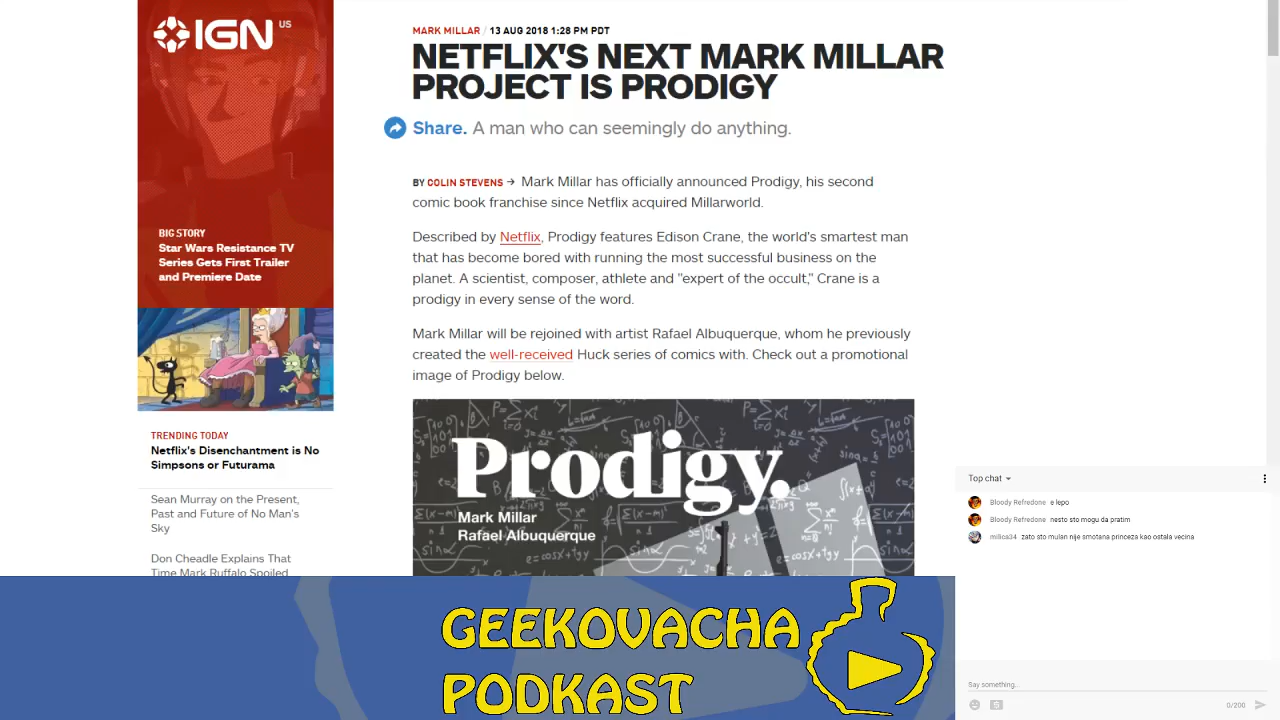 IGN US
BIG STORY
Star Wars Resistance TV
Series Gets First Trailer
and Premiere Date
TRENDING TODAY
Netflix's Disenchantment is No
Simpsons or Futurama
Sean Murray on the Present,
Past and Future of No Man's
Sky
Don Cheadle Explains That
Time Mark Ruffalo Spoiled
MARK MILLAR / 13 AUG 2018 1:28 PM PDT
NETFLIX'S NEXT MARK MILLAR
PROJECT IS PRODIGY
Share. A man who can seemingly do anything.
BY COLIN STEVENS → Mark Millar has officially announced Prodigy, his second
comic book franchise since Netflix acquired Millarworld.
Described by Netflix, Prodigy features Edison Crane, the world's smartest man
that has become bored with running the most successful business on the
planet. A scientist, composer, athlete and "expert of the occult," Crane is a
prodigy in every sense of the word.
Mark Millar will be rejoined with artist Rafael Albuquerque, whom he previously
created the well-received Huck series of comics with. Check out a promotional
image of Prodigy below.
Prodigy.
Mark Millar
Rafael Albuquerque
Top chat
Bloody Refredone e lepo
Bloody Refredone nesto sto mogu da pratim
milica34 zato sto mulan nije smotana princeza kao ostala vecina
Say something...
0/200
GEEKOVACHA
PODKAST